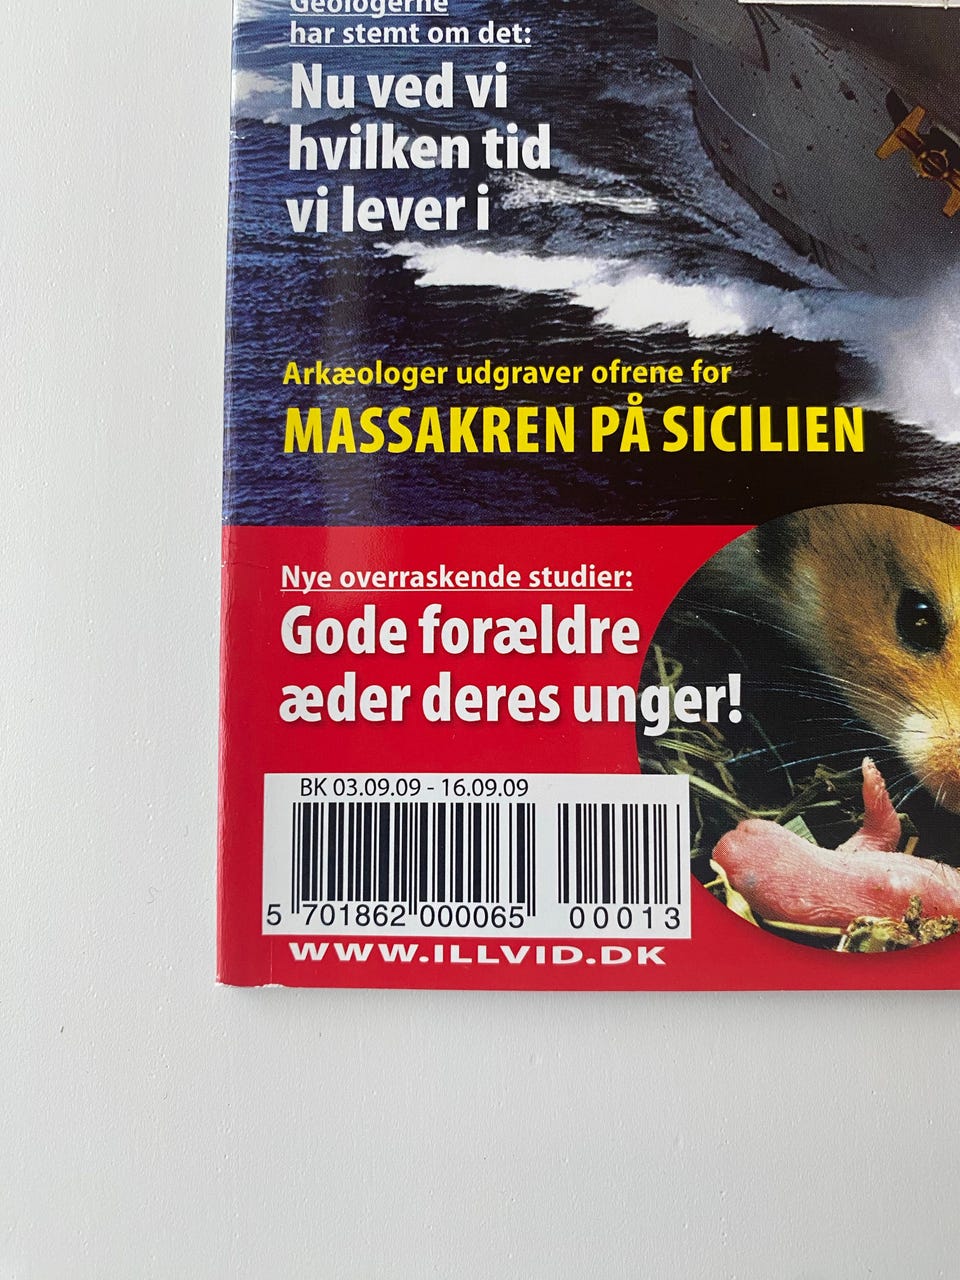 Geologerne
har stemt om det:
Nu ved vi
hvilken tid
vi lever i
Arkæologer udgraver ofrene for
MASSAKREN PÅ SICILIEN
Nye overraskende studier:
Gode forældre
æder deres unger!
BK 03.09.09 - 16.09.09
5 701862 000065 00013
WWW.ILLVID.DK